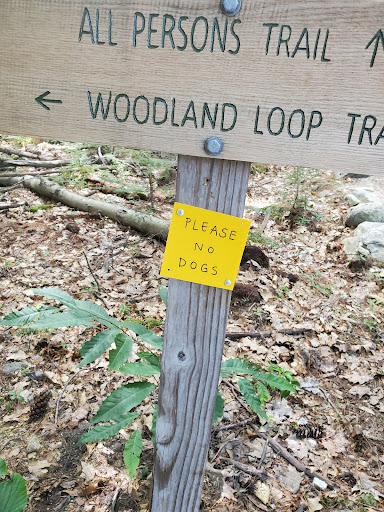 ALL PERSONS TRAIL ↑
← WOODLAND LOOP TRA
PLEASE
NO
DOGS